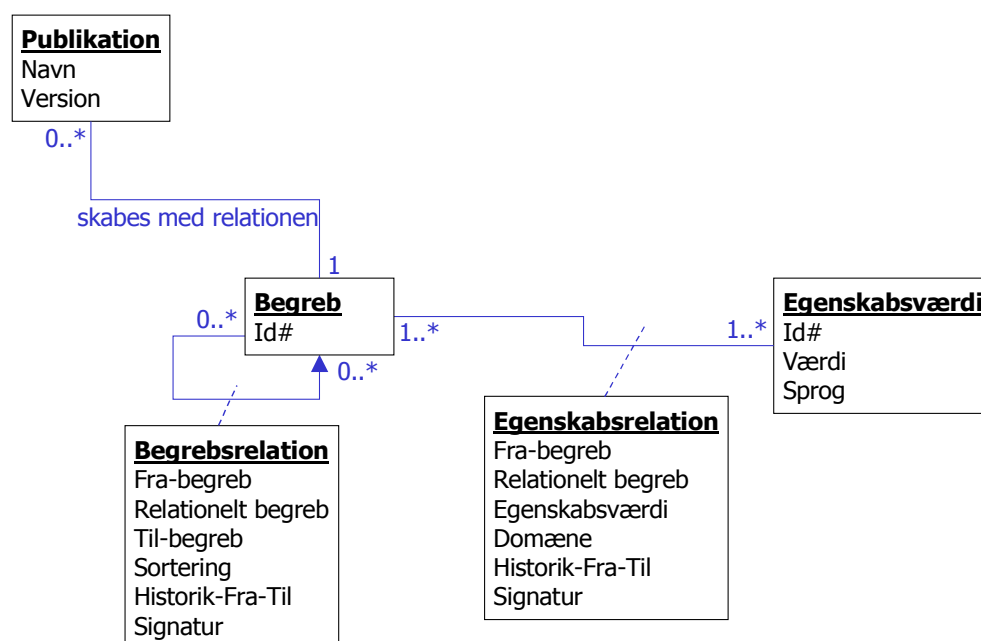 Publikation
Navn
Version
0..*
skabes med relationen
1
Begreb
Id#
0..*
0..*
1..*
1..*
Egenskabsværdi
Id#
Værdi
Sprog
Begrebsrelation
Fra-begreb
Relationelt begreb
Til-begreb
Sortering
Historik-Fra-Til
Signatur
Egenskabsrelation
Fra-begreb
Relationelt begreb
Egenskabsværdi
Domæne
Historik-Fra-Til
Signatur